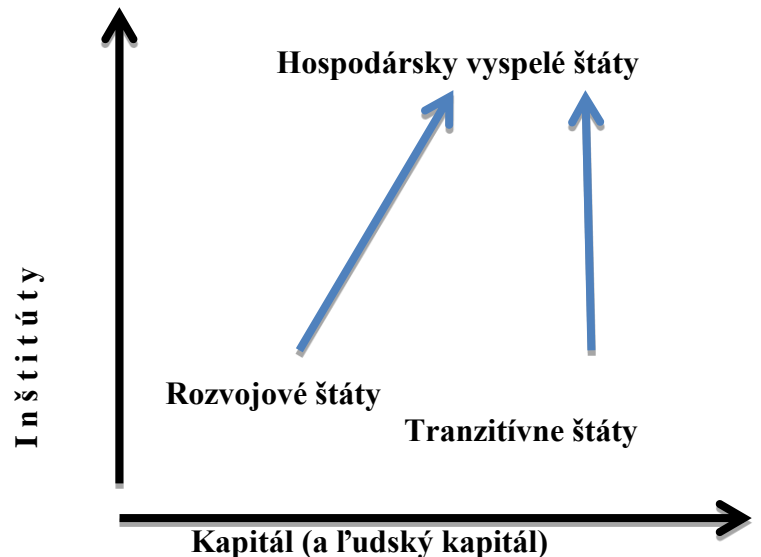 Hospodársky vyspelé štáty
Inštitúty
Rozvojové štáty
Tranzitívne štáty
Kapitál (a ľudský kapitál)